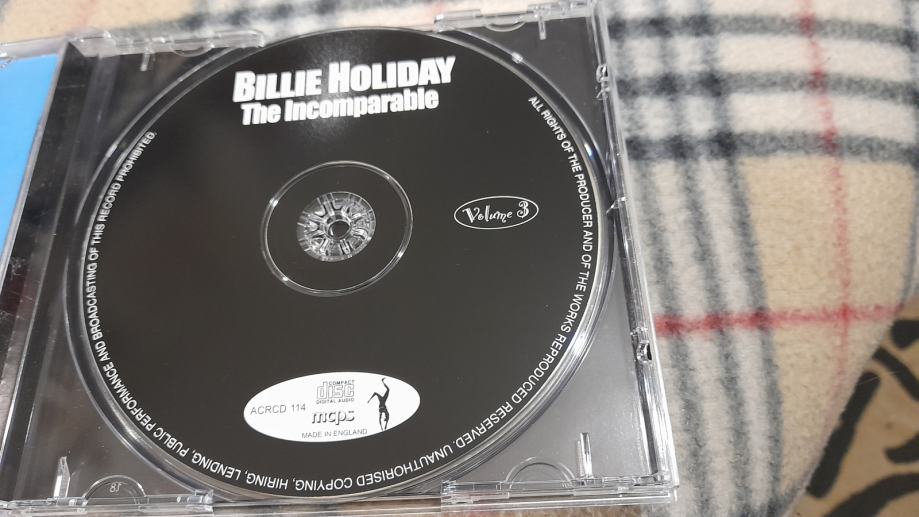 BILLIE HOLIDAY
The Incomparable
Volume 3
ALL RIGHTS OF THE PRODUCER AND OF THE WORKS REPRODUCED RESERVED. UNAUTHORISED COPYING, HIRING, LENDING, PUBLIC PERFORMANCE AND BROADCASTING OF THIS RECORD PROHIBITED.
COMPACT
disc
DIGITAL AUDIO
ACRCD 114
mcps
MADE IN ENGLAND
18